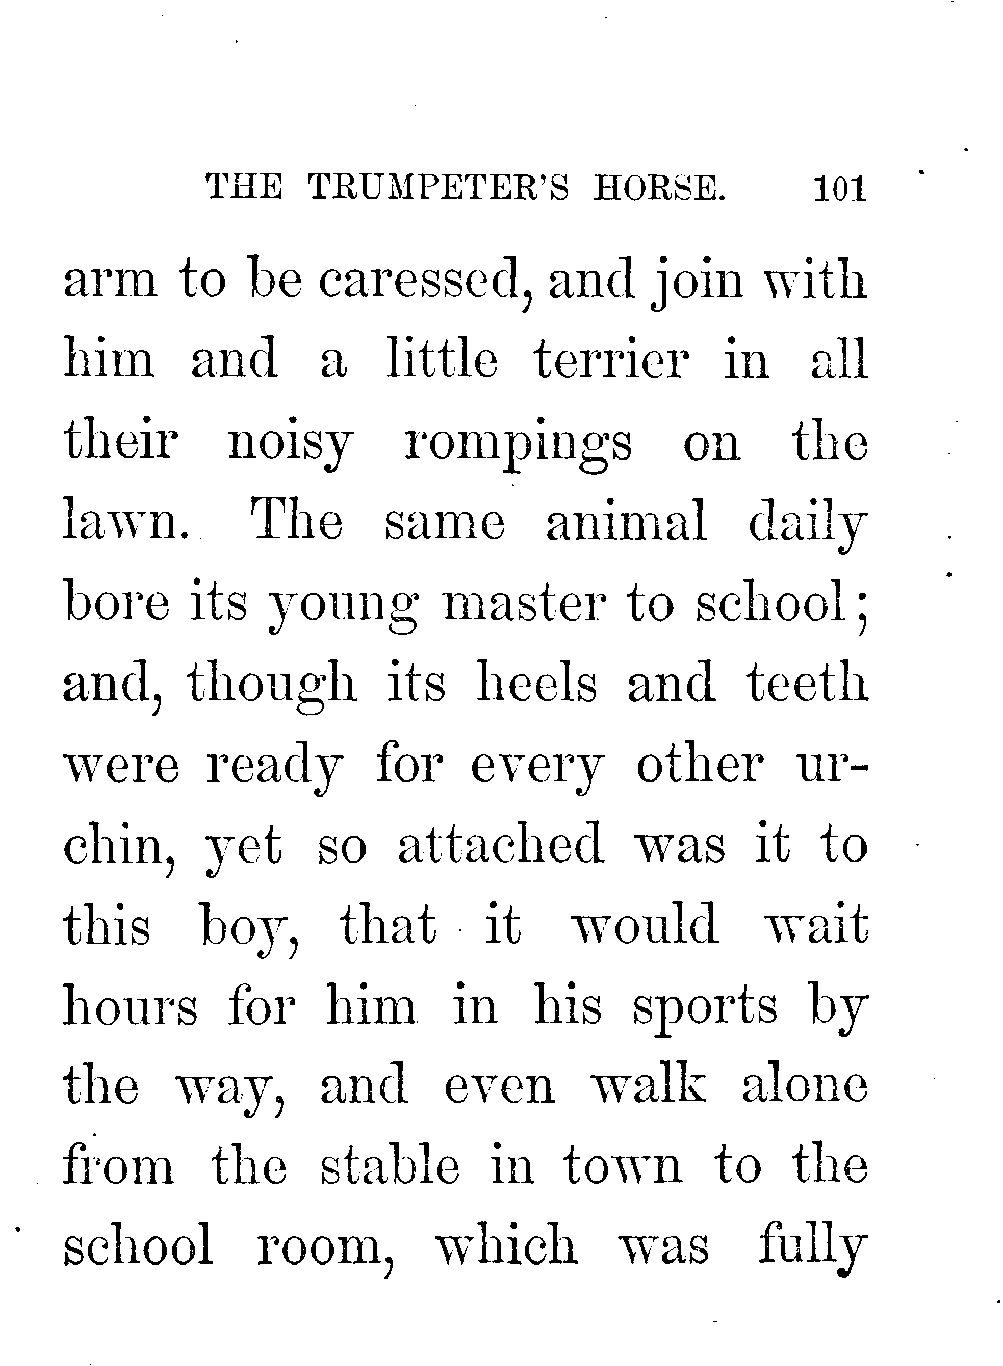 THE TRUMPETER'S HORSE. 101
arm to be caressed, and join with
him and a little terrier in all
their noisy rompings on the
lawn. The same animal daily
bore its young master to school;
and, though its heels and teeth
were ready for every other ur-
chin, yet so attached was it to
this boy, that it would wait
hours for him in his sports by
the way, and even walk alone
from the stable in town to the
school room, which was fully